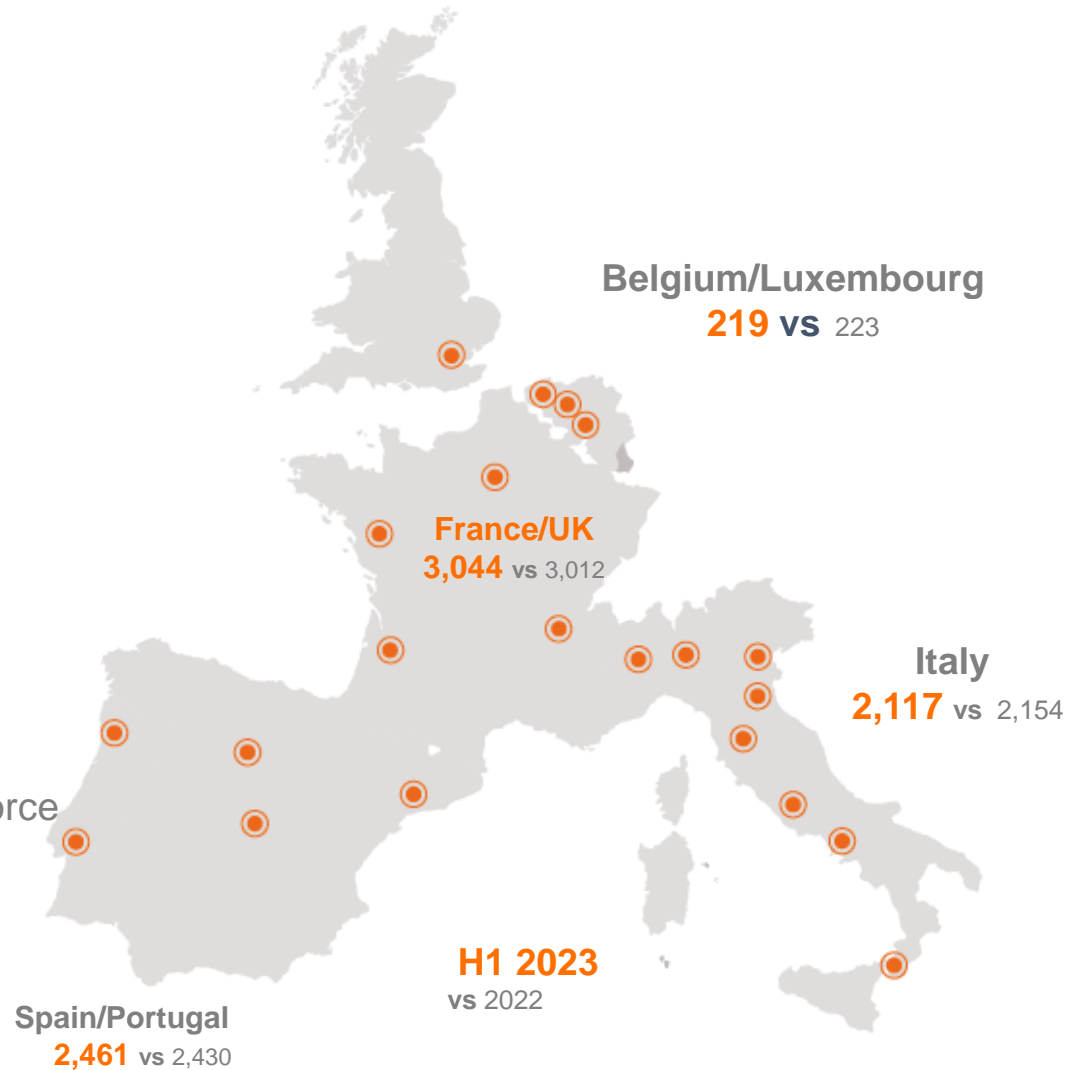 Belgium/Luxembourg
219 vs 223
France/UK
3,044 vs 3,012
Italy
2,117 vs 2,154
H1 2023
vs 2022
Spain/Portugal
2,461 vs 2,430